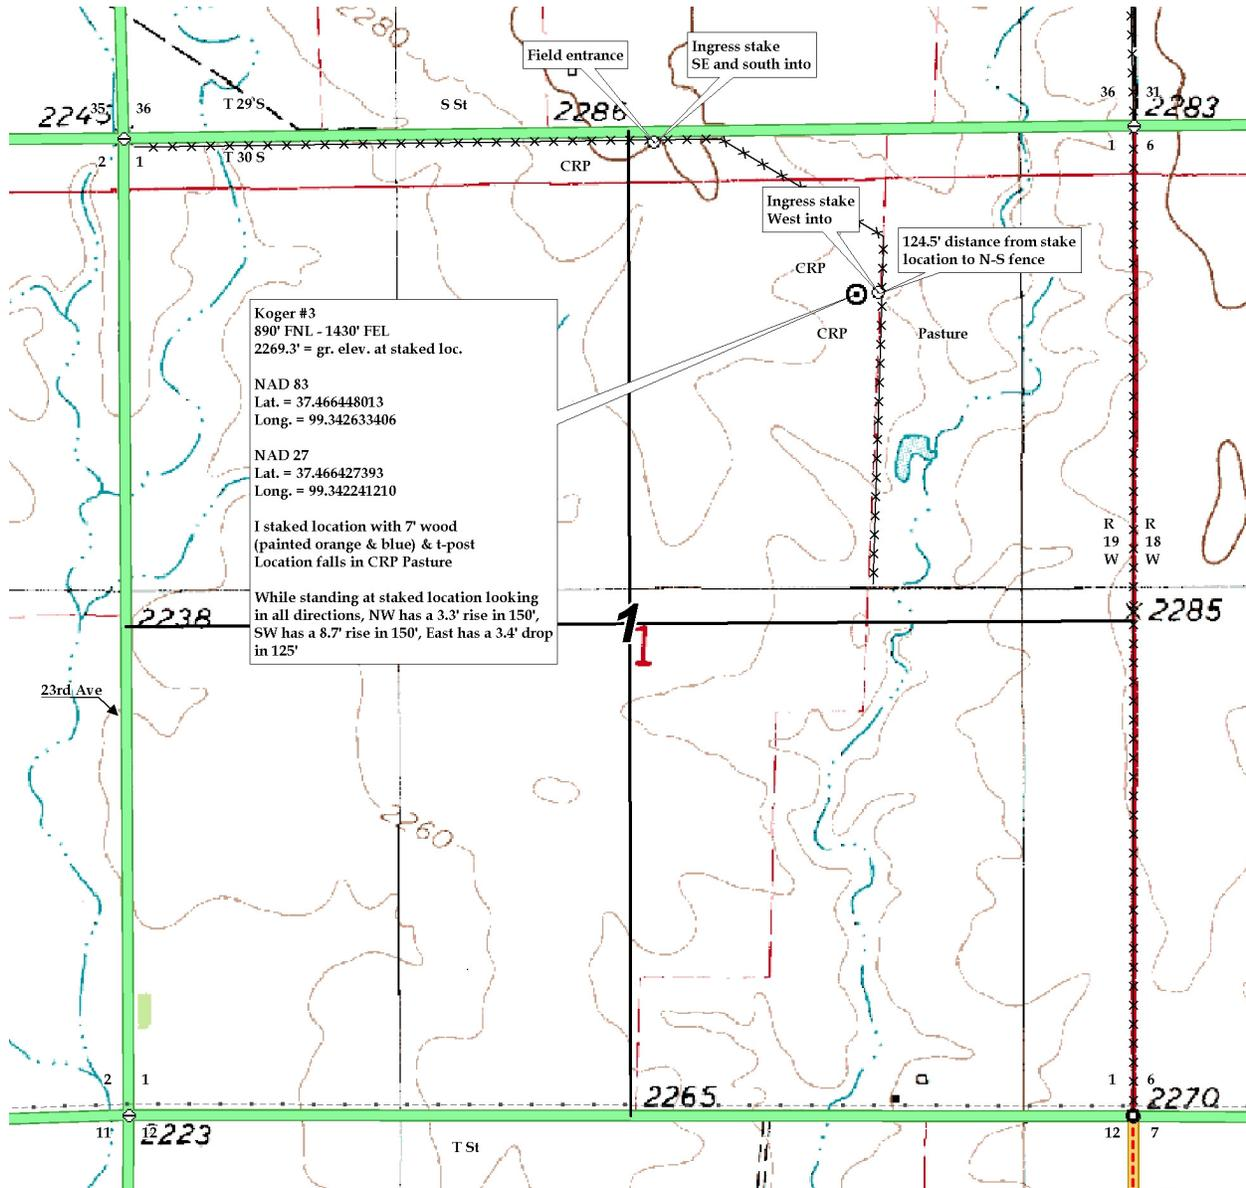 2280
Field entrance
Ingress stake
SE and south into
35 36
T 29 S
S St
2245
2286
36 31
2283
2 1
T 30 S
CRP
1 6
Ingress stake
West into
124.5' distance from stake
location to N-S fence
CRP
CRP
Pasture
Koger #3
890' FNL - 1430' FEL
2269.3' = gr. elev. at staked loc.
NAD 83
Lat. = 37.466448013
Long. = 99.342633406
NAD 27
Lat. = 37.466427393
Long. = 99.342241210
I staked location with 7' wood
(painted orange & blue) & t-post
Location falls in CRP Pasture
While standing at staked location looking
in all directions, NW has a 3.3' rise in 150',
SW has a 8.7' rise in 150', East has a 3.4' drop
in 125'
R R
19 18
W W
2238
1
1
2285
23rd Ave
2260
2 1
2265
1 6
2270
11 12
2223
T St
12 7